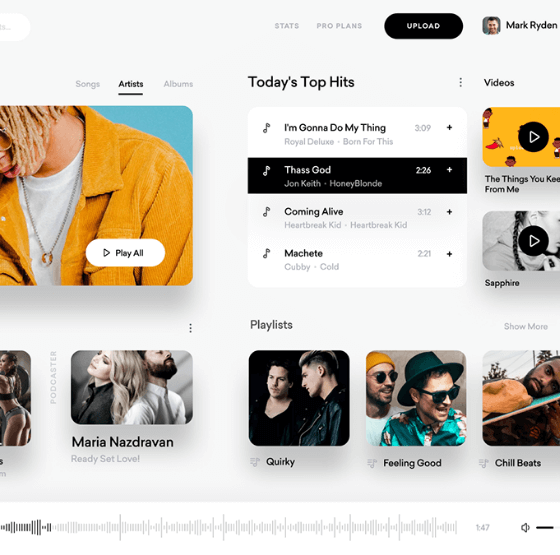 STATS
PRO PLANS
UPLOAD
Mark Ryden
Songs
Artists
Albums
Play All
Today's Top Hits
I'm Gonna Do My Thing
3:09
+
Royal Deluxe · Born For This
Thass God
2:26
+
Jon Keith · HoneyBlonde
Coming Alive
3:12
+
Heartbreak Kid · Heartbreak Kid
Machete
2:21
+
Cubby · Cold
Videos
The Things You Kee
From Me
Sapphire
PODCASTER
Maria Nazdravan
Ready Set Love!
Playlists
Show More
Quirky
Feeling Good
Chill Beats
1:47